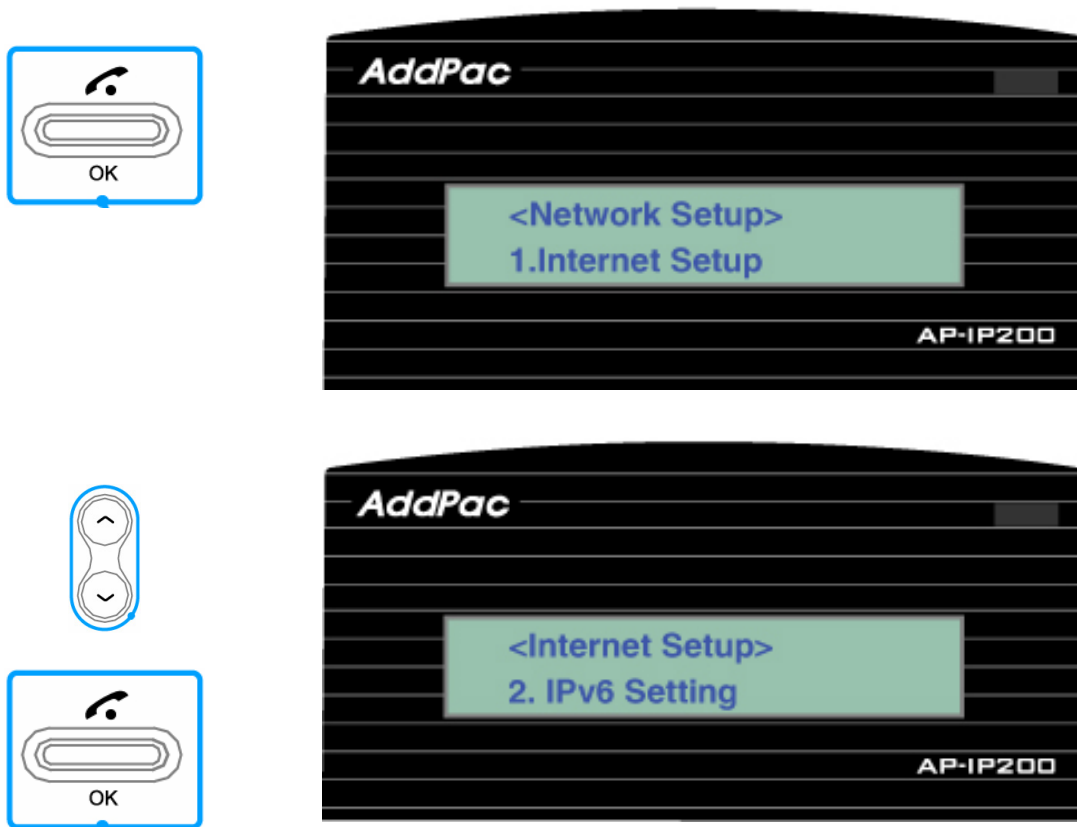 OK
AddPac
<Network Setup>
1.Internet Setup
AP-IP200
AddPac
<Internet Setup>
2. IPv6 Setting
AP-IP200
OK